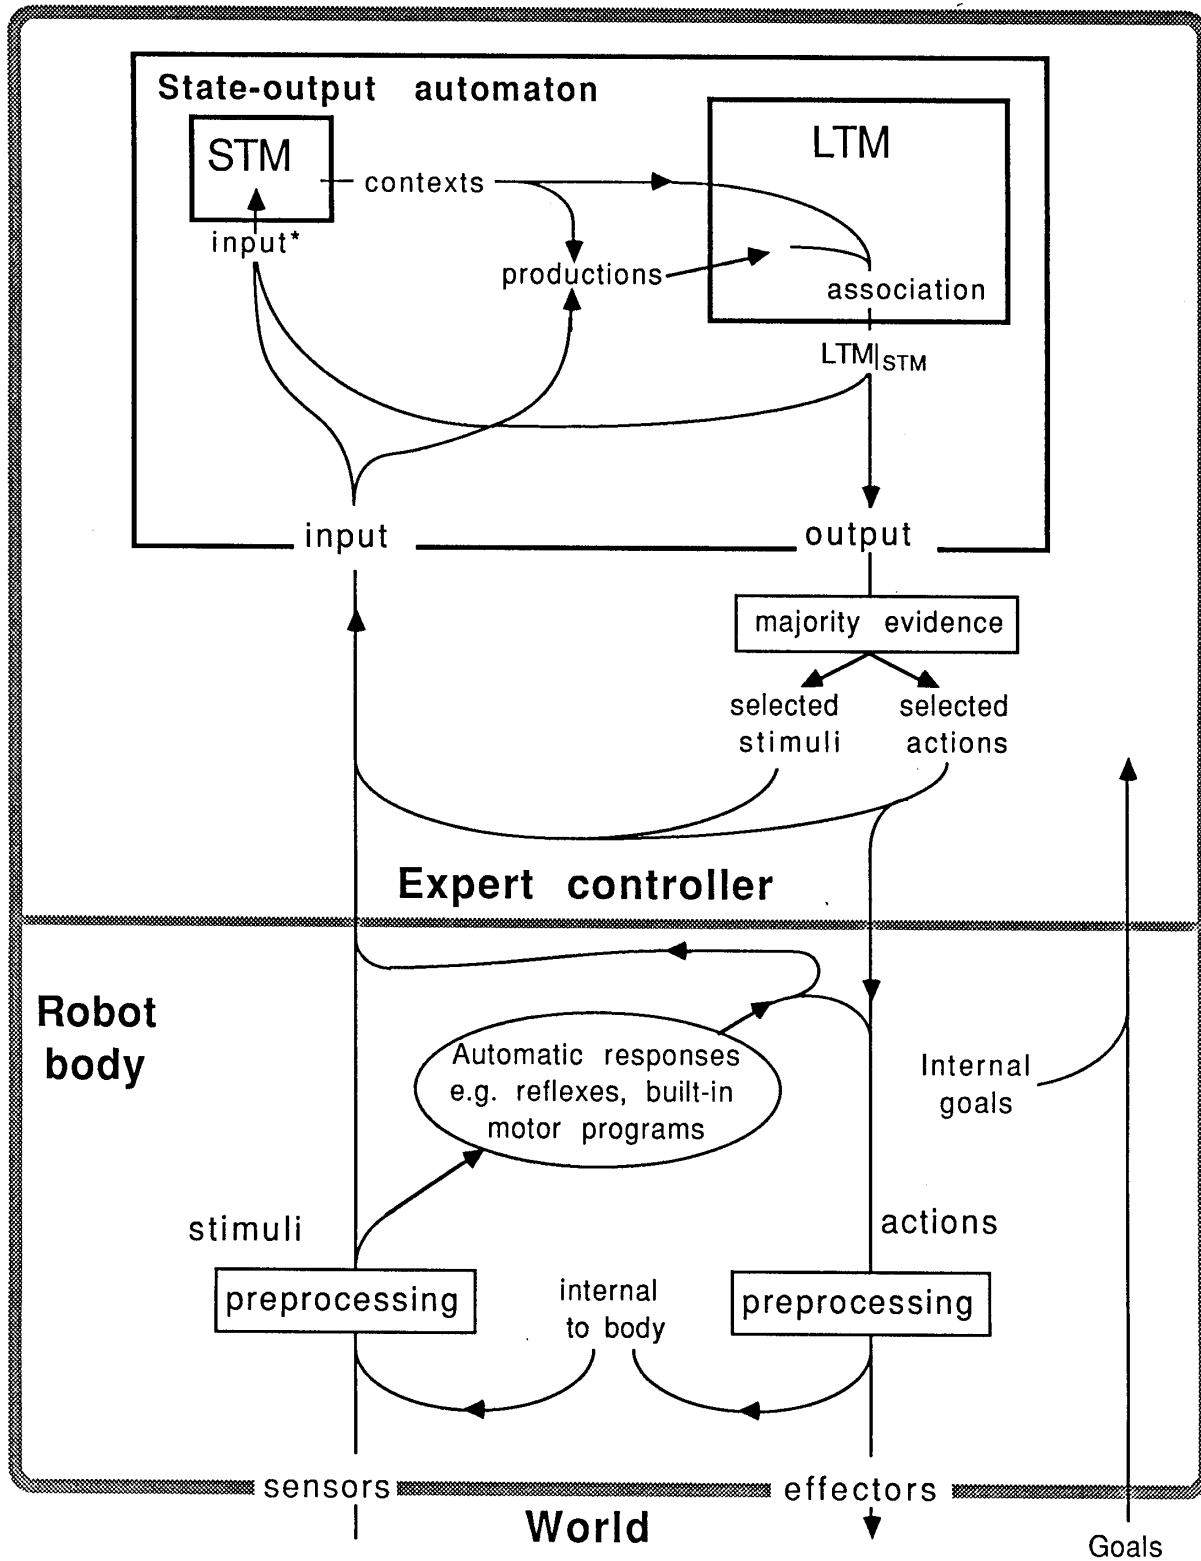 State-output automaton
STM
LTM
contexts
input*
productions
association
LTM|STM
input
output
majority evidence
selected
stimuli
selected
actions
Expert controller
Robot
body
Automatic responses
e.g. reflexes, built-in
motor programs
Internal
goals
stimuli
actions
preprocessing
internal
to body
preprocessing
sensors
effectors
World
Goals